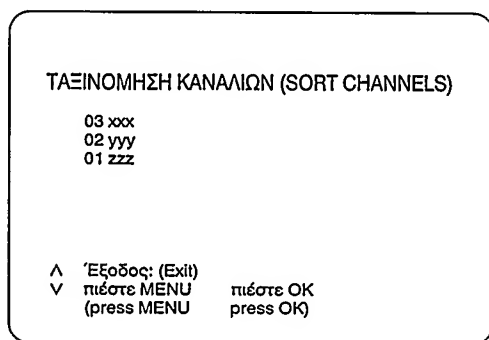 ΤΑΞΙΝΟΜΗΣΗ ΚΑΝΑΛΙΩΝ (SORT CHANNELS)
03 xxx
02 yyy
01 zzz
Λ Έξοδος: (Exit)
V πιέστε MENU πιέστε OK
(press MENU press OK)